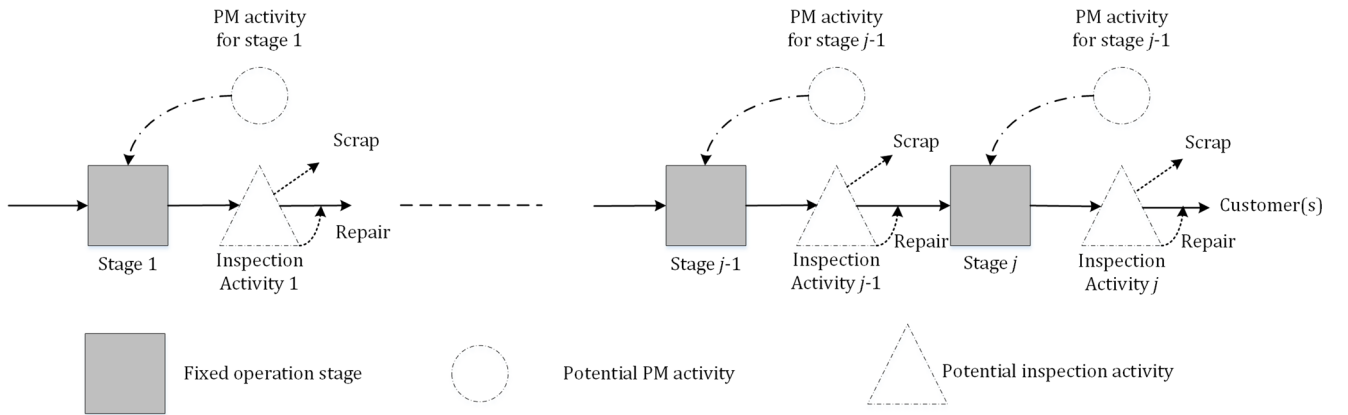 PM activity
for stage 1
PM activity
for stage j-1
PM activity
for stage j-1
Scrap
Scrap
Scrap
Customer(s)
Repair
Repair
Repair
Stage 1
Inspection
Activity 1
Stage j-1
Inspection
Activity j-1
Stage j
Inspection
Activity j
Fixed operation stage
Potential PM activity
Potential inspection activity